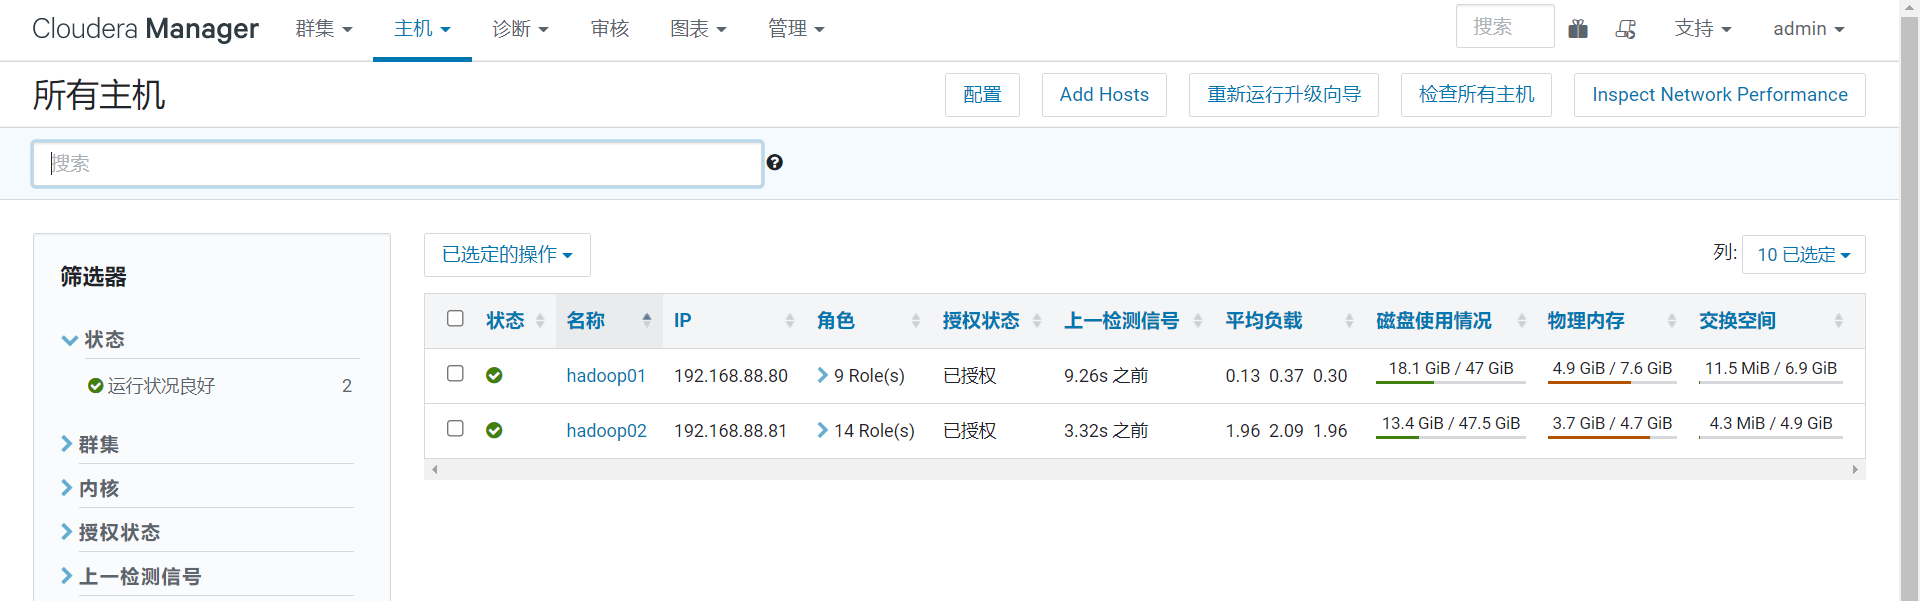 Cloudera Manager 群集 主机 诊断 审核 图表 管理 搜索 支持 admin
所有主机 配置 Add Hosts 重新运行升级向导 检查所有主机 Inspect Network Performance
搜索
已选定的操作 列: 10 已选定
筛选器
状态
运行状况良好 2
群集
内核
授权状态
上一检测信号
状态 名称 IP 角色 授权状态 上一检测信号 平均负载 磁盘使用情况 物理内存 交换空间
hadoop01 192.168.88.80 9 Role(s) 已授权 9.26s 之前 0.13 0.37 0.30 18.1 GiB / 47 GiB 4.9 GiB / 7.6 GiB 11.5 MiB / 6.9 GiB
hadoop02 192.168.88.81 14 Role(s) 已授权 3.32s 之前 1.96 2.09 1.96 13.4 GiB / 47.5 GiB 3.7 GiB / 4.7 GiB 4.3 MiB / 4.9 GiB